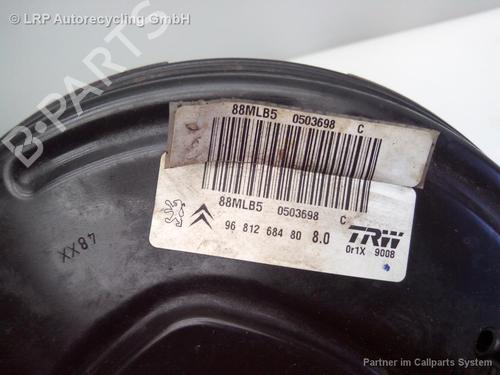 © LRP Autorecycling GmbH
B-PARTS
88MLB5 0503698 C
88MLB5 0503698 C
96 812 684 80 8.0
TRW
0r1X 9008
48XX
Partner im Callparts System